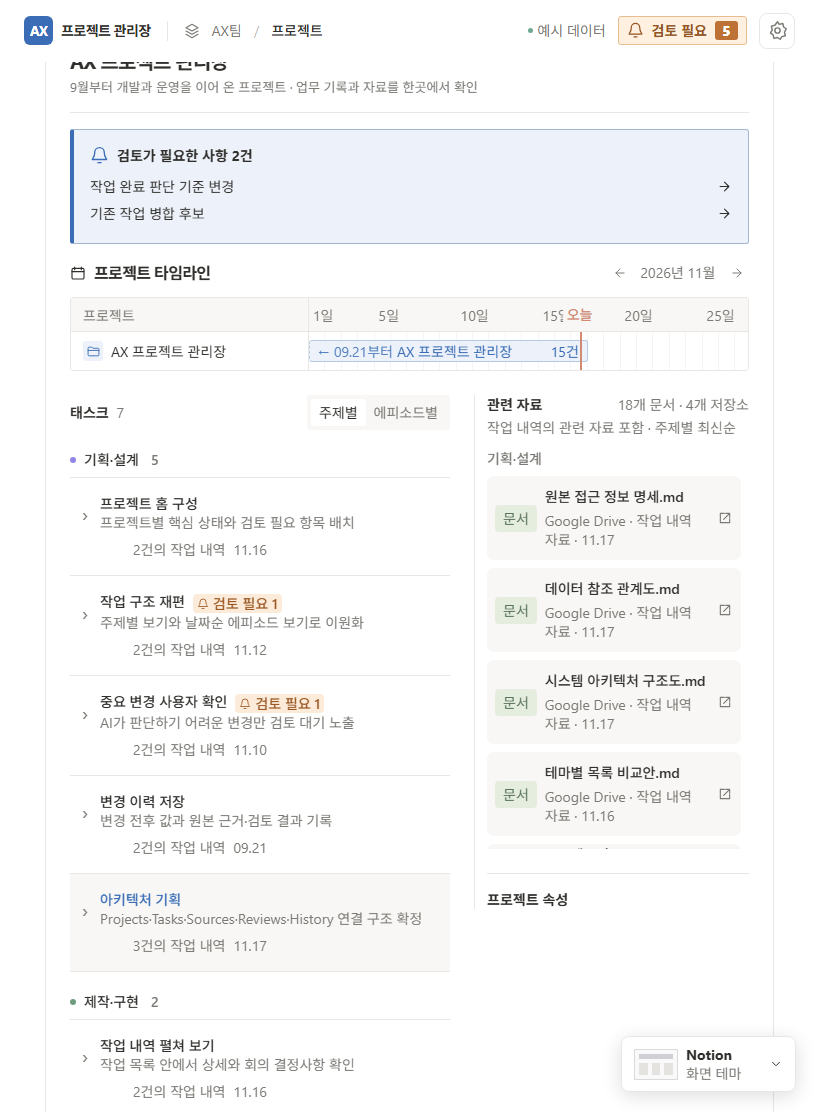 AX 프로젝트 관리장
AX팀 / 프로젝트
예시 데이터
검토 필요 5
AX 프로젝트 관리장
9월부터 개발과 운영을 이어 온 프로젝트 · 업무 기록과 자료를 한곳에서 확인
검토가 필요한 사항 2건
작업 완료 판단 기준 변경 →
기존 작업 병합 후보 →
프로젝트 타임라인
← 2026년 11월 →
프로젝트 1일 5일 10일 15일 오늘 20일 25일
AX 프로젝트 관리장
← 09.21부터 AX 프로젝트 관리장 15건
태스크 7
주제별 에피소드별
기획·설계 5
프로젝트 홈 구성
프로젝트별 핵심 상태와 검토 필요 항목 배치
2건의 작업 내역 11.16
작업 구조 재편 검토 필요 1
주제별 보기와 날짜순 에피소드 보기로 이원화
2건의 작업 내역 11.12
중요 변경 사용자 확인 검토 필요 1
AI가 판단하기 어려운 변경만 검토 대기 노출
2건의 작업 내역 11.10
변경 이력 저장
변경 전후 값과 원본 근거·검토 결과 기록
2건의 작업 내역 09.21
아키텍처 기획
Projects·Tasks·Sources·Reviews·History 연결 구조 확정
3건의 작업 내역 11.17
제작·구현 2
작업 내역 펼쳐 보기
작업 목록 안에서 상세와 회의 결정사항 확인
2건의 작업 내역 11.16
관련 자료 18개 문서 · 4개 저장소
작업 내역의 관련 자료 포함 · 주제별 최신순
기획·설계
문서
원본 접근 정보 명세.md
Google Drive · 작업 내역
자료 · 11.17
문서
데이터 참조 관계도.md
Google Drive · 작업 내역
자료 · 11.17
문서
시스템 아키텍처 구조도.md
Google Drive · 작업 내역
자료 · 11.17
문서
테마별 목록 비교안.md
Google Drive · 작업 내역
자료 · 11.16
프로젝트 속성
Notion
화면 테마